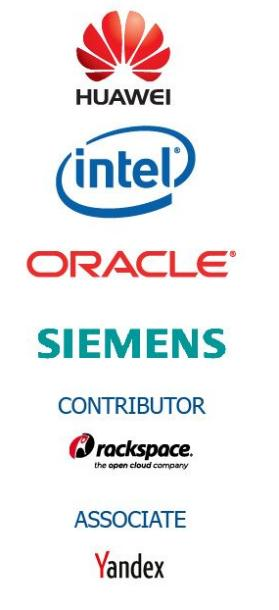 HUAWEI
intel®
ORACLE®
SIEMENS
CONTRIBUTOR
rackspace.
the open cloud company
ASSOCIATE
Yandex